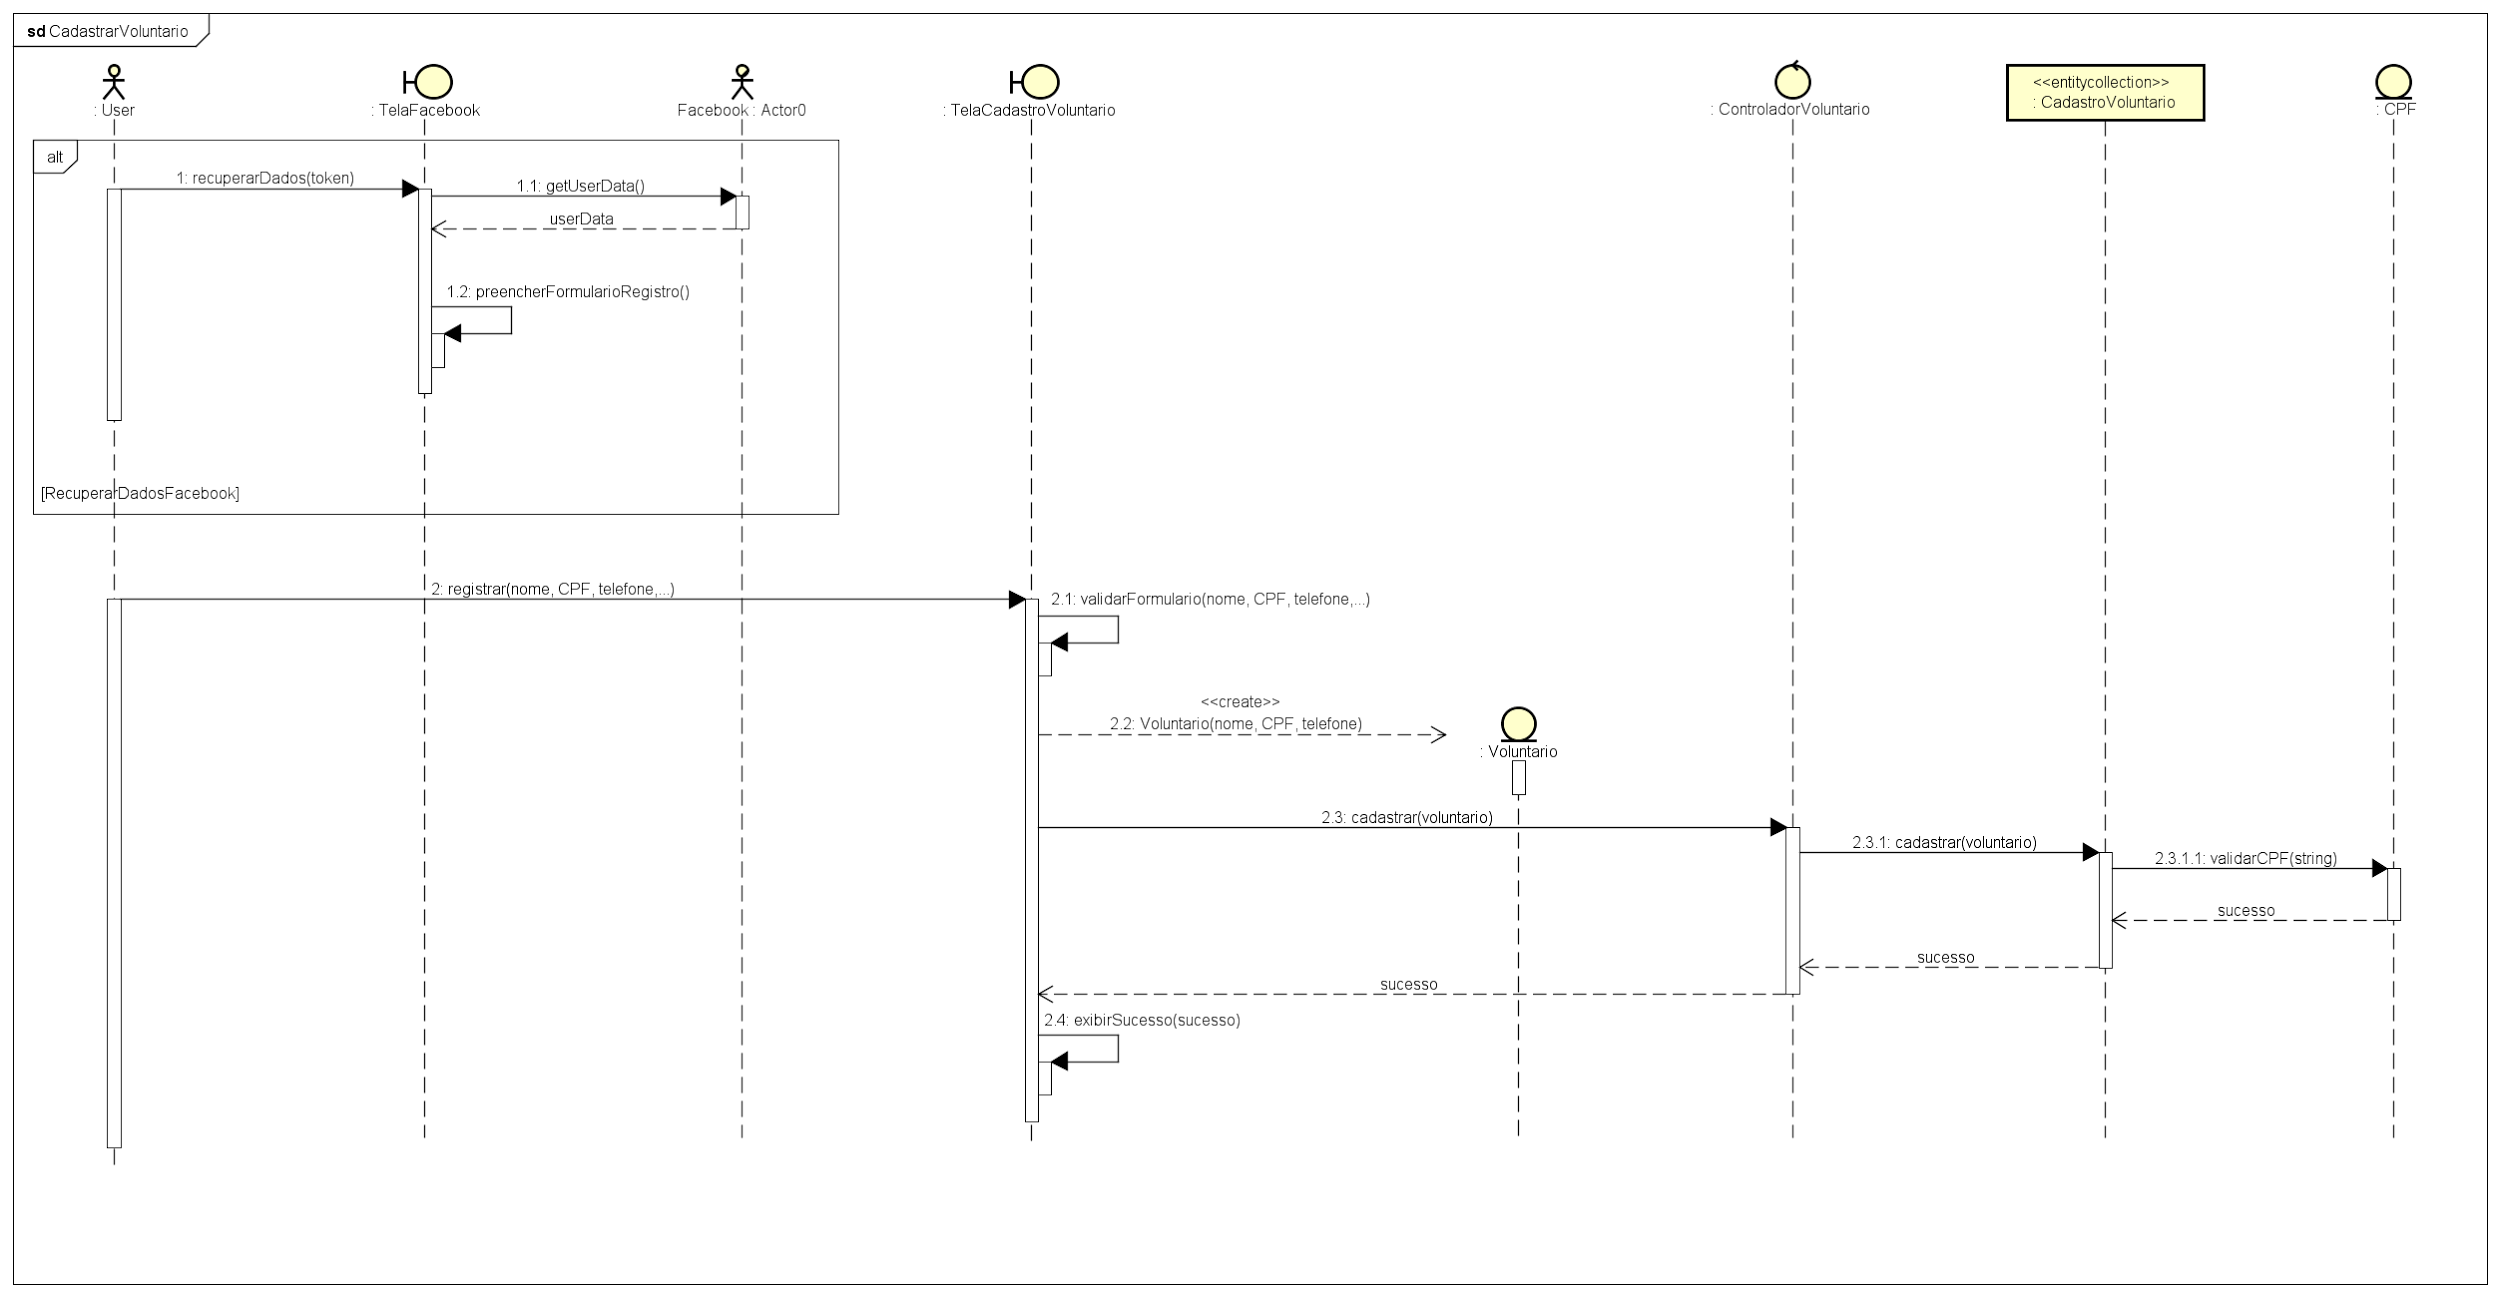 sd CadastrarVoluntario
: User
: TelaFacebook
Facebook : Actor0
: TelaCadastroVoluntario
: ControladorVoluntario
<<entitycollection>>
: CadastroVoluntario
: CPF
alt
1: recuperarDados(token)
1.1: getUserData()
userData
1.2: preencherFormularioRegistro()
[RecuperarDadosFacebook]
2: registrar(nome, CPF, telefone,...)
2.1: validarFormulario(nome, CPF, telefone,...)
<<create>>
2.2: Voluntario(nome, CPF, telefone)
: Voluntario
2.3: cadastrar(voluntario)
2.3.1: cadastrar(voluntario)
2.3.1.1: validarCPF(string)
sucesso
sucesso
sucesso
2.4: exibirSucesso(sucesso)